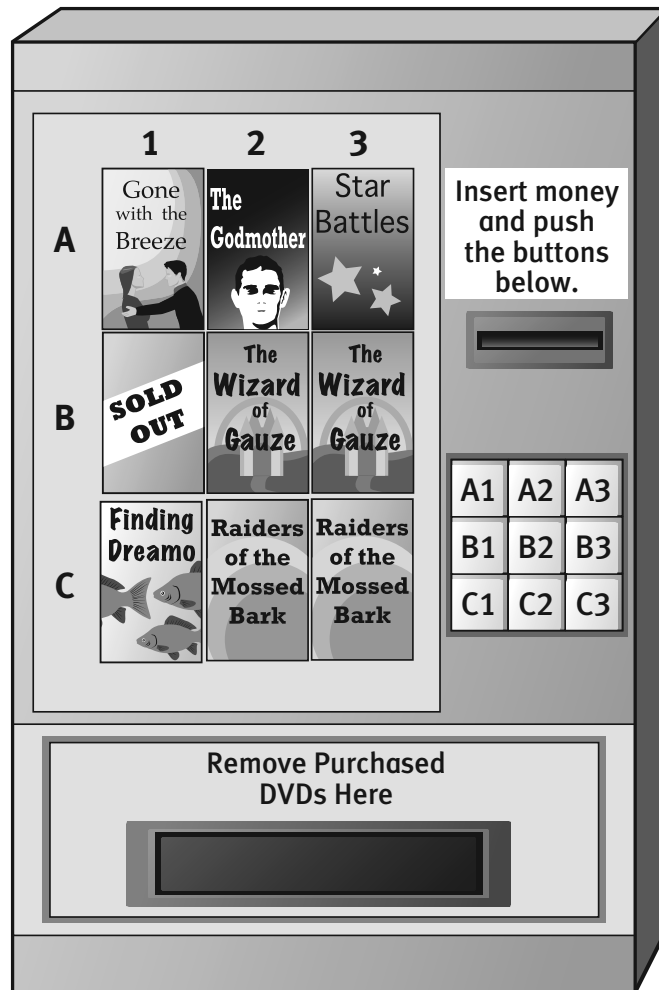 1 2 3
A
Gone
with the
Breeze
The
Godmother
Star
Battles
B
SOLD
OUT
The
Wizard
of
Gauze
The
Wizard
of
Gauze
C
Finding
Dreamo
Raiders
of the
Mossed
Bark
Raiders
of the
Mossed
Bark
Insert money
and push
the buttons
below.
A1 A2 A3
B1 B2 B3
C1 C2 C3
Remove Purchased
DVDs Here